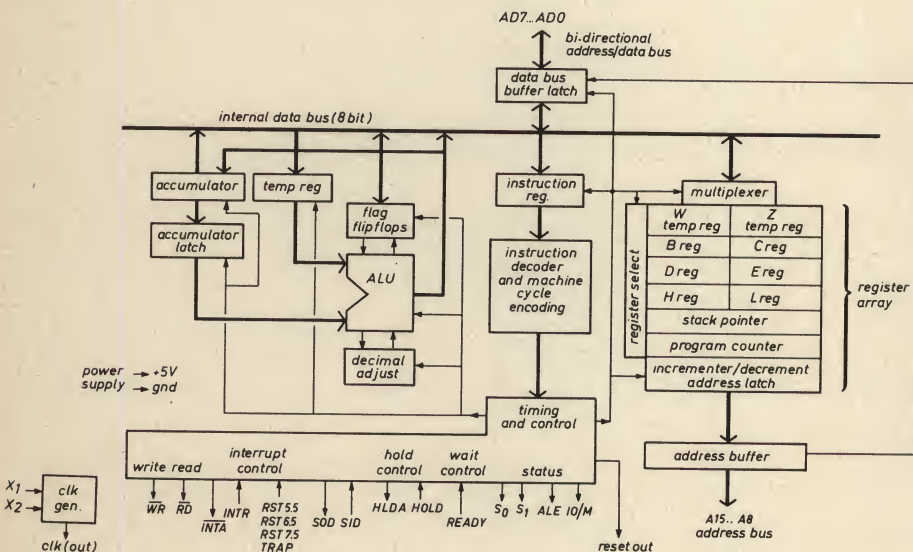 AD7...AD0
bi-directional
address/data bus
data bus
buffer latch
internal data bus (8 bit)
accumulator
temp reg
flag
flipflops
instruction
reg.
multiplexer
accumulator
latch
ALU
instruction
decoder
and machine
cycle
encoding
register select
W
temp reg
Z
temp reg
B reg
C reg
D reg
E reg
H reg
L reg
stack pointer
program counter
incrementer/decrement
address latch
register
array
decimal
adjust
power
supply
+5V
gnd
timing
and control
write read
interrupt
control
hold
control
wait
control
status
address buffer
X1
X2
clk
gen.
clk (out)
WR
RD
INTA
INTR
RST 5.5
RST 6.5
RST 7.5
TRAP
SOD
SID
HLDA
HOLD
READY
S0
S1
ALE
IO/M
reset out
A15.. A8
address bus